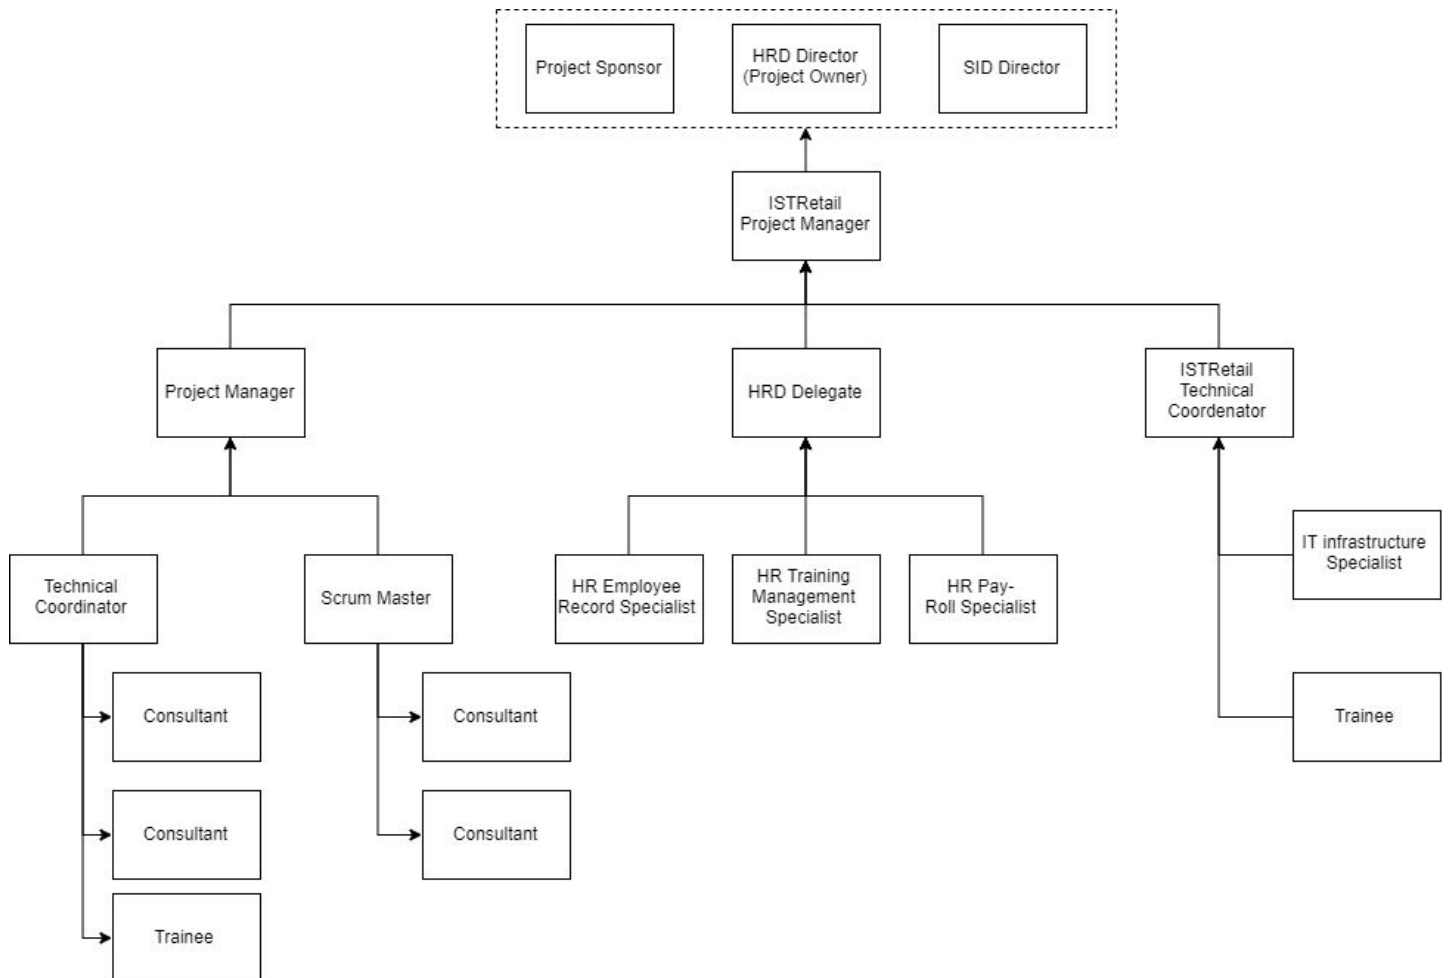 Project Sponsor
HRD Director
(Project Owner)
SID Director
ISTRetail
Project Manager
Project Manager
HRD Delegate
ISTRetail
Technical
Coordenator
Technical
Coordinator
Scrum Master
HR Employee
Record Specialist
HR Training
Management
Specialist
HR Pay-
Roll Specialist
IT infrastructure
Specialist
Consultant
Consultant
Trainee
Consultant
Consultant
Trainee